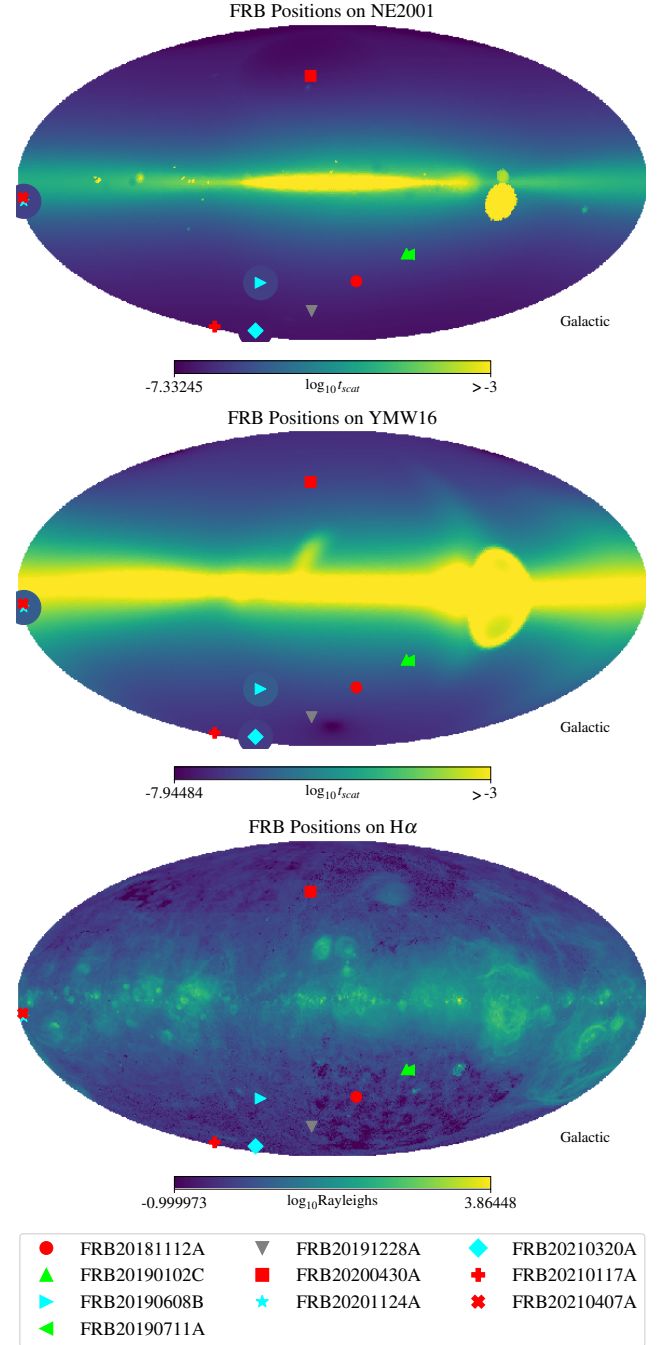 FRB Positions on NE2001
Galactic
-7.33245 log₁₀ t_scat > -3
FRB Positions on YMW16
Galactic
-7.94484 log₁₀ t_scat > -3
FRB Positions on Hα
Galactic
-0.999973 log₁₀Rayleighs 3.86448
FRB20181112A FRB20191228A FRB20210320A
FRB20190102C FRB20200430A FRB20210117A
FRB20190608B FRB20201124A FRB20210407A
FRB20190711A